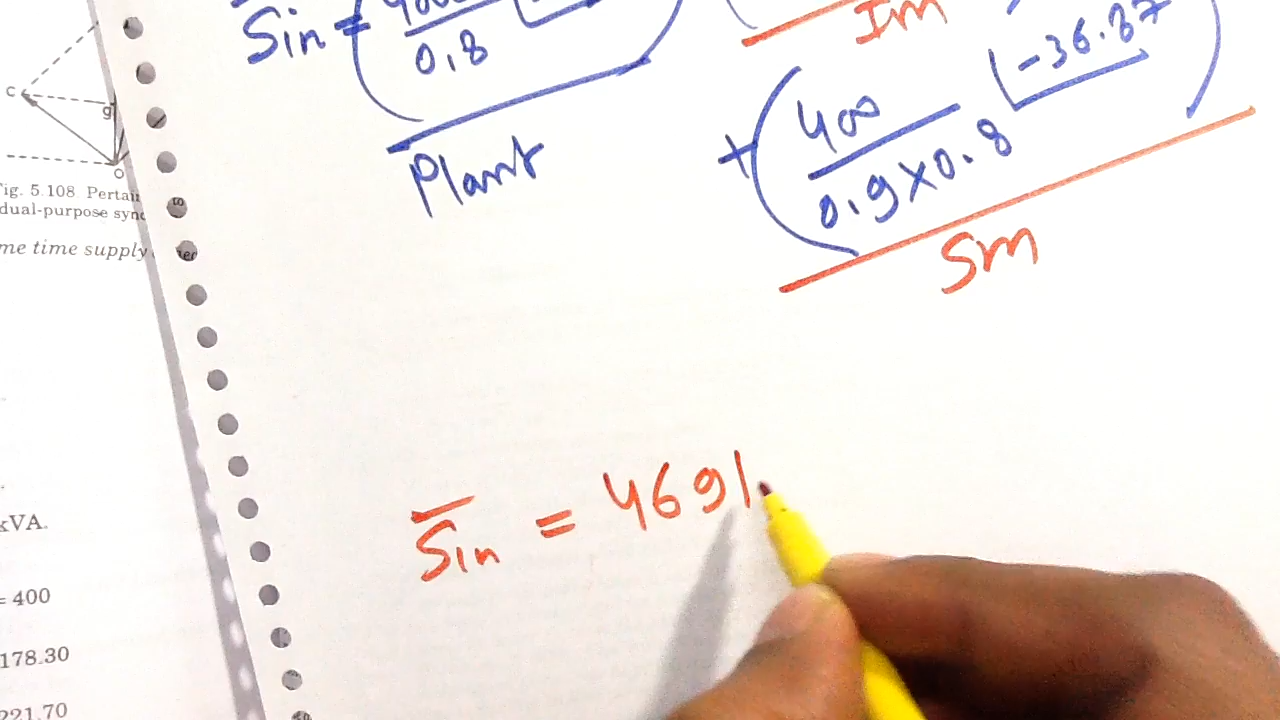 Sin =
0.8
Plant
Im
+ 400 -36.87
0.9×0.8
Sm
Sin = 4691
c
g
o
Fig. 5.108 Pertain
dual-purpose sync
me time supply
kVA.
= 400
178.30
221.70